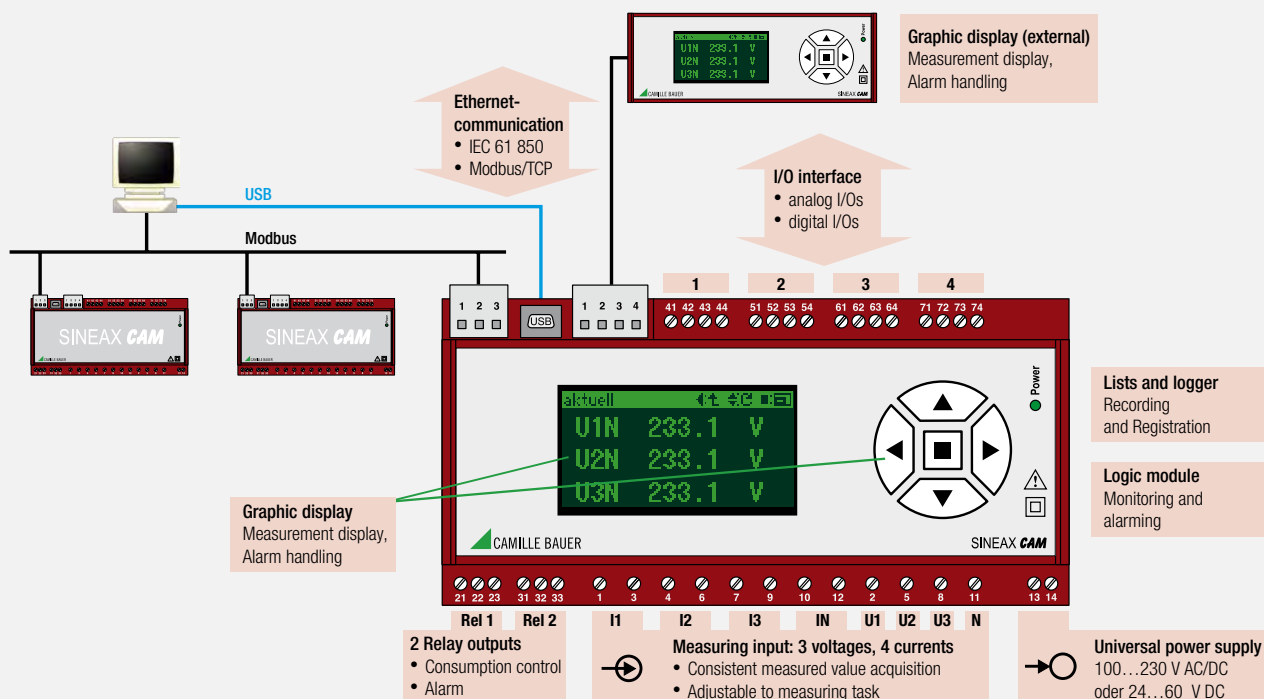 aktuell
U1N 233.1 V
U2N 233.1 V
U3N 233.1 V
Power
CAMILLE BAUER
SINEAX CAM
Graphic display (external)
Measurement display,
Alarm handling
Ethernet-
communication
• IEC 61 850
• Modbus/TCP
I/O interface
• analog I/Os
• digital I/Os
USB
Modbus
SINEAX CAM
Power
SINEAX CAM
Power
1 2 3
USB
1 2 3 4
1 2 3 4
41 42 43 44 51 52 53 54 61 62 63 64 71 72 73 74
aktuell
U1N 233.1 V
U2N 233.1 V
U3N 233.1 V
Power
CAMILLE BAUER
SINEAX CAM
Lists and logger
Recording
and Registration
Logic module
Monitoring and
alarming
Graphic display
Measurement display,
Alarm handling
21 22 23 31 32 33 1 3 4 6 7 9 10 12 2 5 8 11 13 14
Rel 1 Rel 2 I1 I2 I3 IN U1 U2 U3 N
2 Relay outputs
• Consumption control
• Alarm
Measuring input: 3 voltages, 4 currents
• Consistent measured value acquisition
• Adjustable to measuring task
Universal power supply
100…230 V AC/DC
oder 24…60 V DC